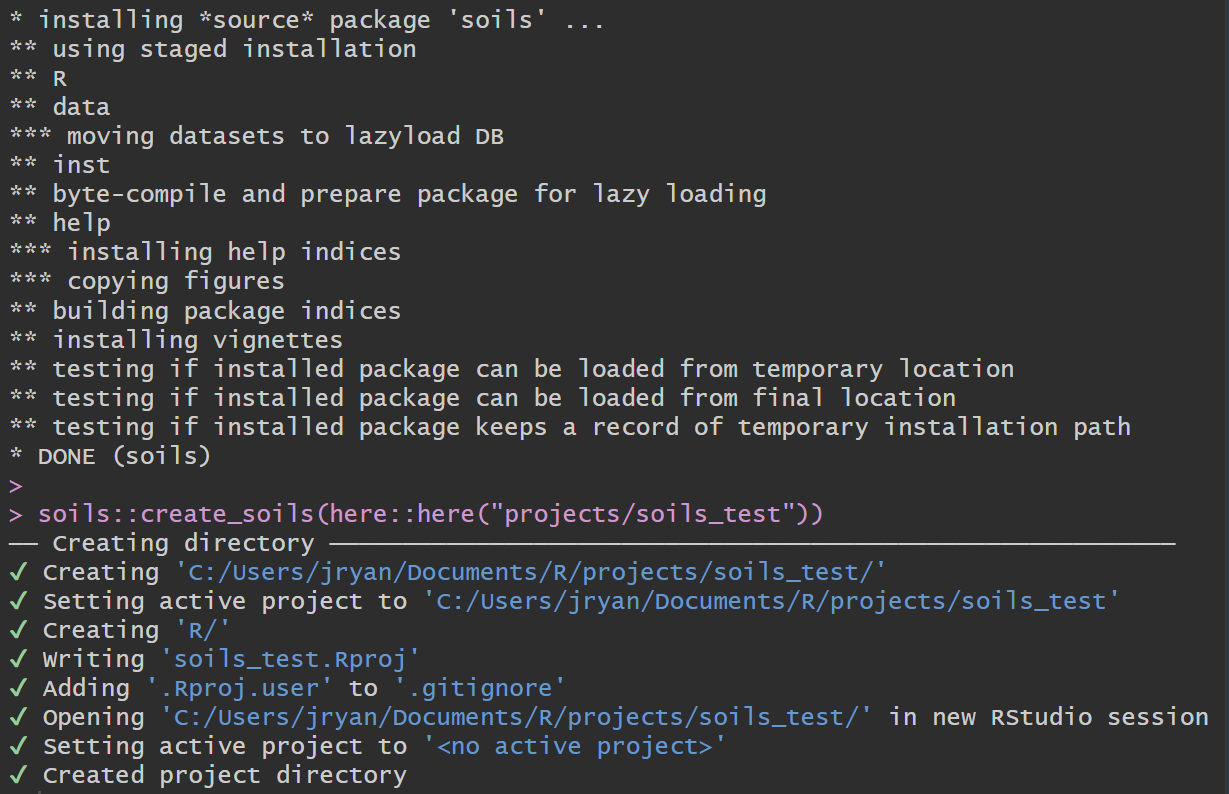 * installing *source* package 'soils' ...
** using staged installation
** R
** data
*** moving datasets to lazyload DB
** inst
** byte-compile and prepare package for lazy loading
** help
*** installing help indices
*** copying figures
** building package indices
** installing vignettes
** testing if installed package can be loaded from temporary location
** testing if installed package can be loaded from final location
** testing if installed package keeps a record of temporary installation path
* DONE (soils)
>
> soils::create_soils(here::here("projects/soils_test"))
── Creating directory ──────────────────────────────────────────────────────────
✔ Creating 'C:/Users/jryan/Documents/R/projects/soils_test/'
✔ Setting active project to 'C:/Users/jryan/Documents/R/projects/soils_test'
✔ Creating 'R/'
✔ Writing 'soils_test.Rproj'
✔ Adding '.Rproj.user' to '.gitignore'
✔ Opening 'C:/Users/jryan/Documents/R/projects/soils_test/' in new RStudio session
✔ Setting active project to '<no active project>'
✔ Created project directory